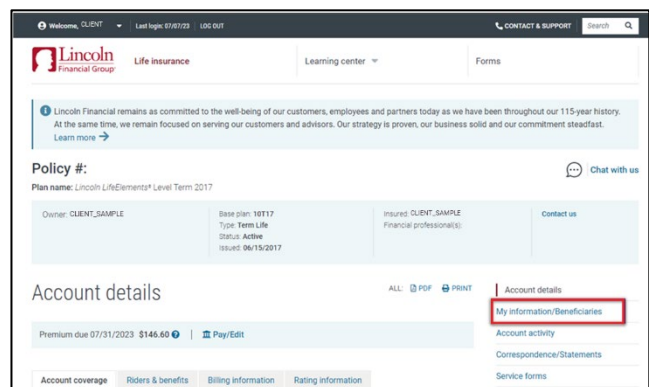 Welcome, CLIENT Last login: 07/07/23 LOG OUT CONTACT & SUPPORT Search
Lincoln
Financial Group®
Life insurance Learning center Forms
Lincoln Financial remains as committed to the well-being of our customers, employees and partners today as we have been throughout our 115-year history.
At the same time, we remain focused on serving our customers and advisors. Our strategy is proven, our business solid and our commitment steadfast.
Learn more →
Policy #:
Chat with us
Plan name: Lincoln LifeElements® Level Term 2017
Owner: CLIENT_SAMPLE Base plan: 10T17 Insured: CLIENT_SAMPLE Contact us
Type: Term Life Financial professional(s):
Status: Active
Issued: 06/15/2017
Account details ALL: PDF PRINT Account details
My information/Beneficiaries
Premium due 07/31/2023 $146.60 Pay/Edit Account activity
Correspondence/Statements
Account coverage Riders & benefits Billing information Rating information Service forms